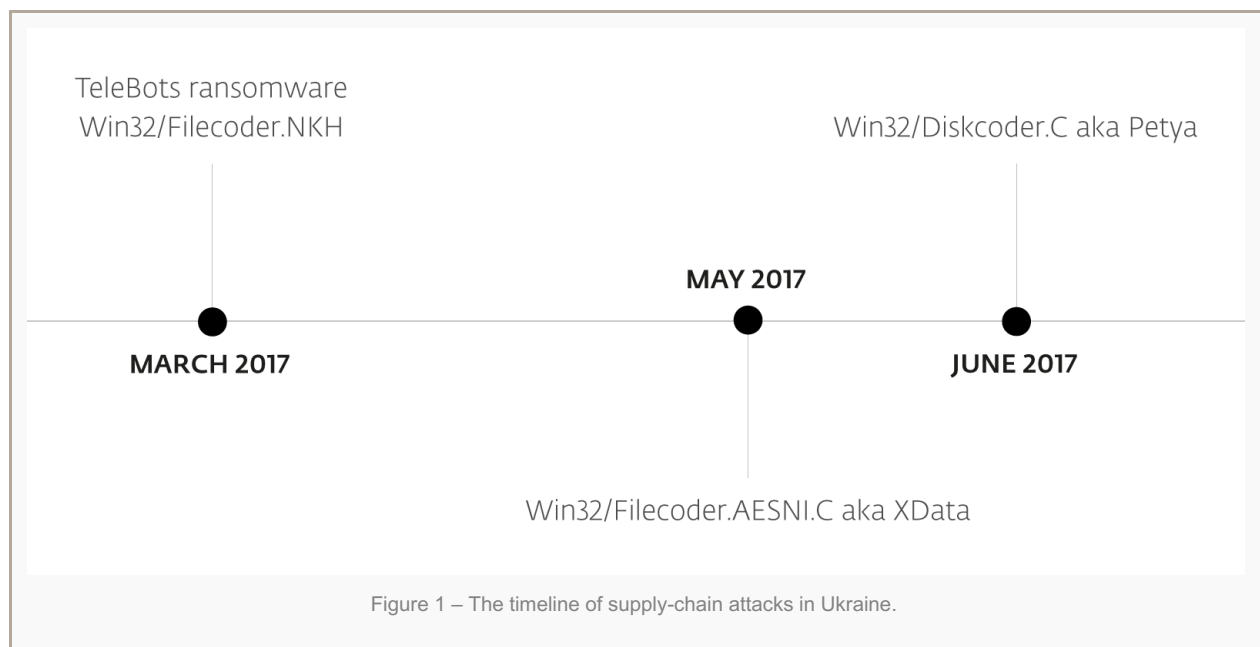 TeleBots ransomware
Win32/Filecoder.NKH
Win32/Diskcoder.C aka Petya
MAY 2017
MARCH 2017
JUNE 2017
Win32/Filecoder.AESNI.C aka XData
Figure 1 – The timeline of supply-chain attacks in Ukraine.